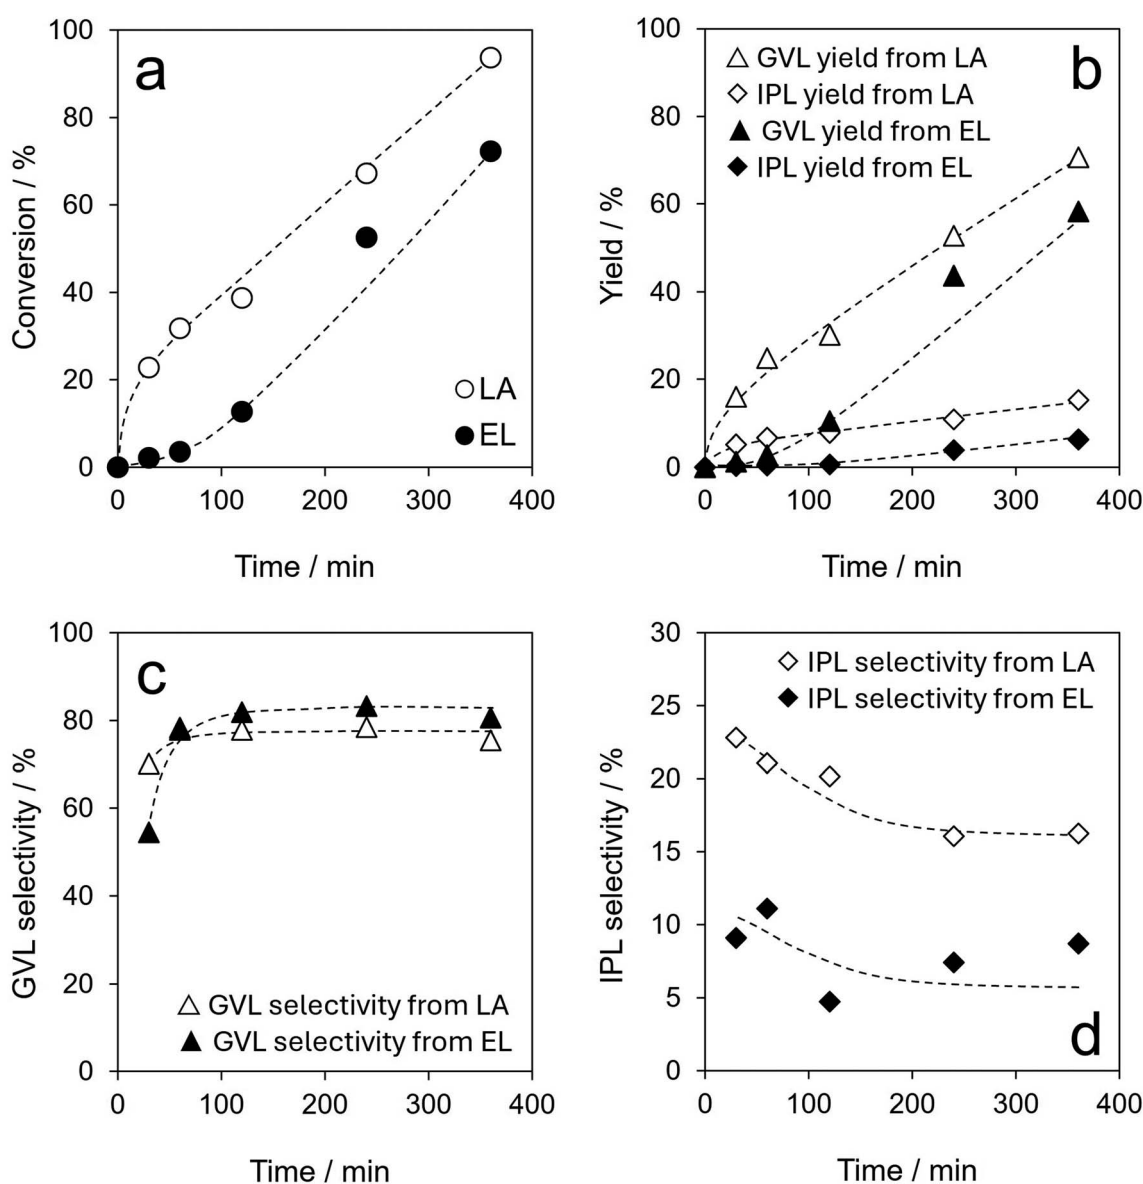 a
Conversion / %
100
80
60
40
20
0
0 100 200 300 400
Time / min
LA
EL
b
Yield / %
100
80
60
40
20
0
0 100 200 300 400
Time / min
GVL yield from LA
IPL yield from LA
GVL yield from EL
IPL yield from EL
c
GVL selectivity / %
100
80
60
40
20
0
0 100 200 300 400
Time / min
GVL selectivity from LA
GVL selectivity from EL
d
IPL selectivity / %
30
25
20
15
10
5
0
0 100 200 300 400
Time / min
IPL selectivity from LA
IPL selectivity from EL